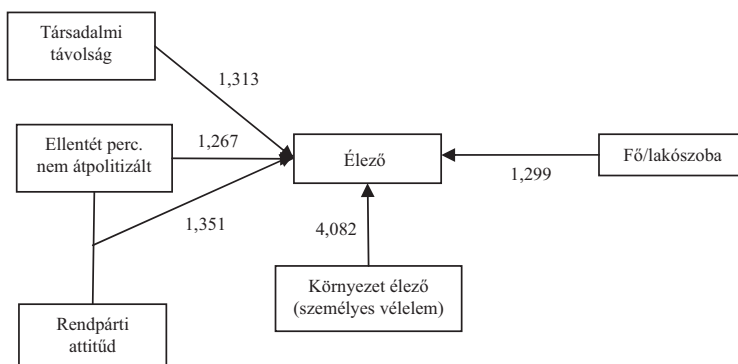 Társadalmi
távolság
1,313
Ellentét perc.
nem átpolitizált
1,267
Élező
Fő/lakószoba
1,299
1,351
4,082
Környezet élező
(személyes vélelem)
Rendpárti
attitűd